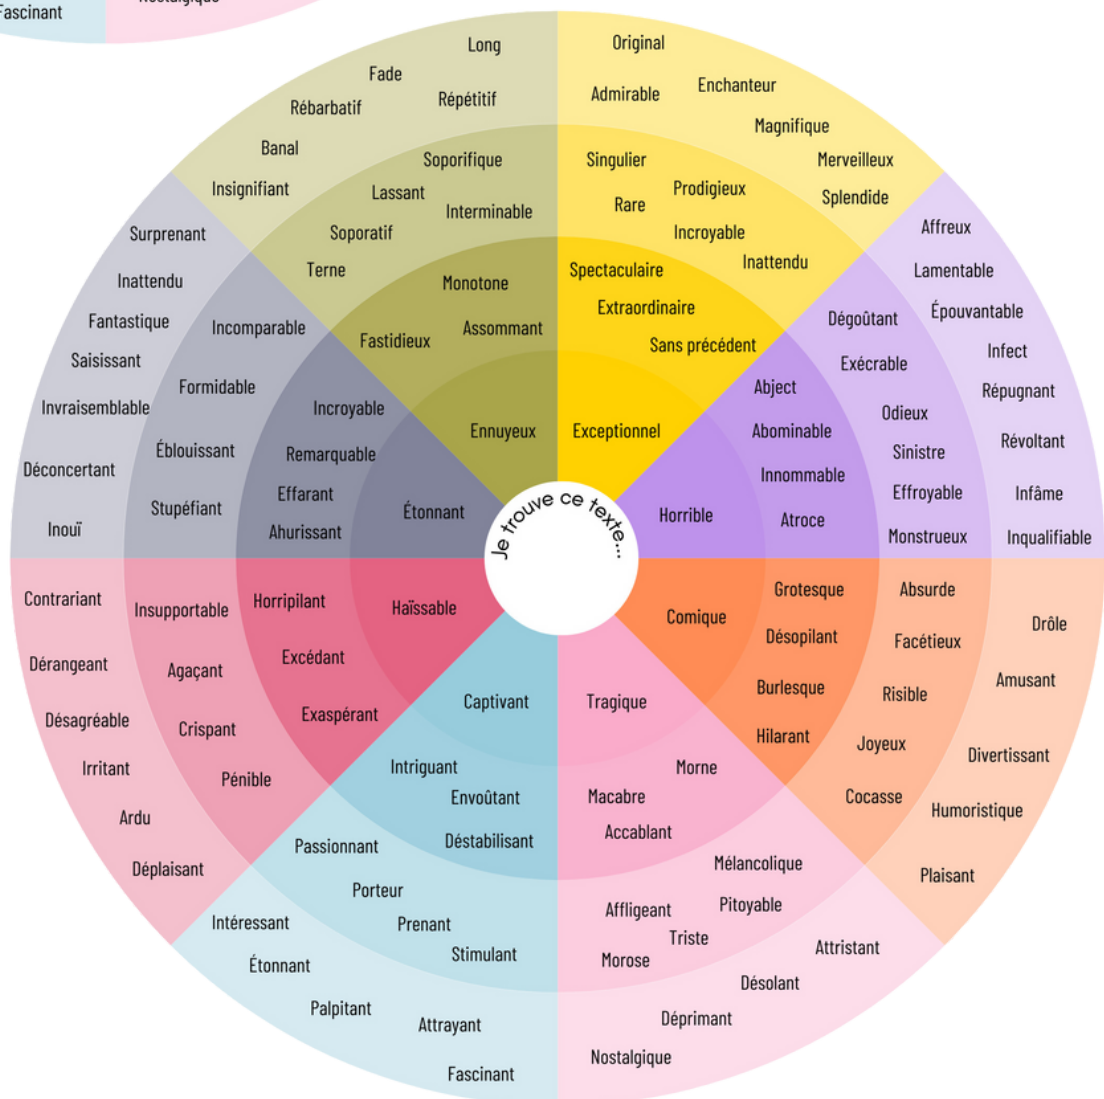 Fascinant
Nostalgique
Je trouve ce texte...
Exceptionnel
Spectaculaire
Extraordinaire
Sans précédent
Singulier
Prodigieux
Rare
Incroyable
Inattendu
Original
Admirable
Enchanteur
Magnifique
Merveilleux
Splendide
Horrible
Abject
Abominable
Innommable
Atroce
Dégoûtant
Exécrable
Odieux
Sinistre
Effroyable
Monstrueux
Affreux
Lamentable
Épouvantable
Infect
Répugnant
Révoltant
Infâme
Inqualifiable
Comique
Grotesque
Désopilant
Burlesque
Hilarant
Absurde
Facétieux
Risible
Joyeux
Cocasse
Drôle
Amusant
Divertissant
Humoristique
Plaisant
Tragique
Morne
Macabre
Accablant
Mélancolique
Pitoyable
Affligeant
Triste
Morose
Attristant
Désolant
Déprimant
Nostalgique
Captivant
Intriguant
Envoûtant
Déstabilisant
Passionnant
Porteur
Prenant
Stimulant
Intéressant
Étonnant
Palpitant
Attrayant
Fascinant
Haïssable
Horripilant
Excédant
Exaspérant
Insupportable
Agaçant
Crispant
Pénible
Contrariant
Dérangeant
Désagréable
Irritant
Ardu
Déplaisant
Étonnant
Incroyable
Remarquable
Effarant
Ahurissant
Incomparable
Formidable
Éblouissant
Stupéfiant
Surprenant
Inattendu
Fantastique
Saisissant
Invraisemblable
Déconcertant
Inouï
Ennuyeux
Monotone
Assommant
Fastidieux
Soporifique
Lassant
Interminable
Soporatif
Terne
Long
Fade
Répétitif
Rébarbatif
Banal
Insignifiant